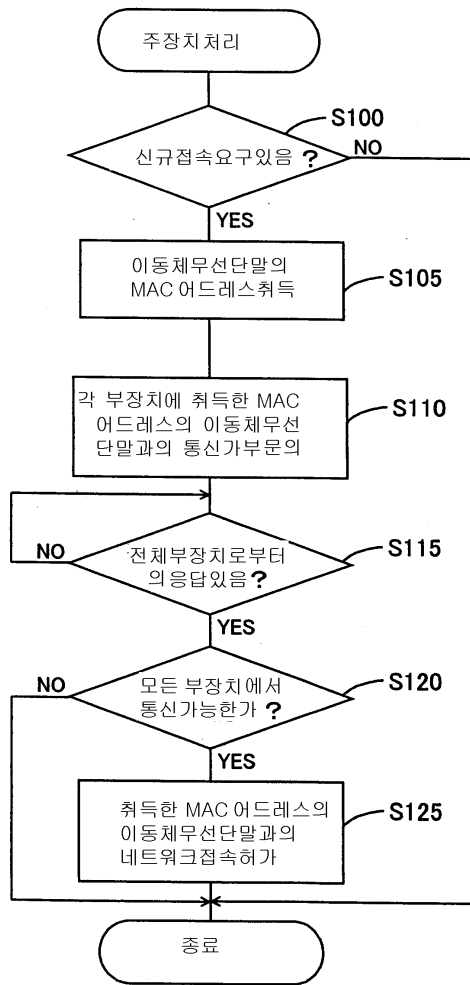 주장치처리
S100
신규접속요구있음 ?
NO
YES
이동체무선단말의
MAC 어드레스취득
S105
각 부장치에 취득한 MAC
어드레스의 이동체무선
단말과의 통신가부문의
S110
NO
전체부장치로부터
의응답있음 ?
S115
YES
NO
모든 부장치에서
통신가능한가 ?
S120
YES
취득한 MAC 어드레스의
이동체무선단말과의
네트워크접속허가
S125
종료